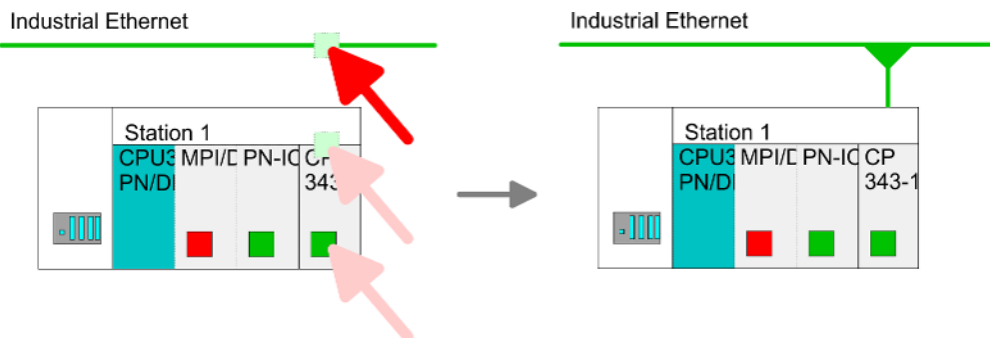 Industrial Ethernet
Station 1
CPU3 MPI/D PN-IO CP
PN/DI 343
Industrial Ethernet
Station 1
CPU3 MPI/D PN-IO CP
PN/DI 343-1